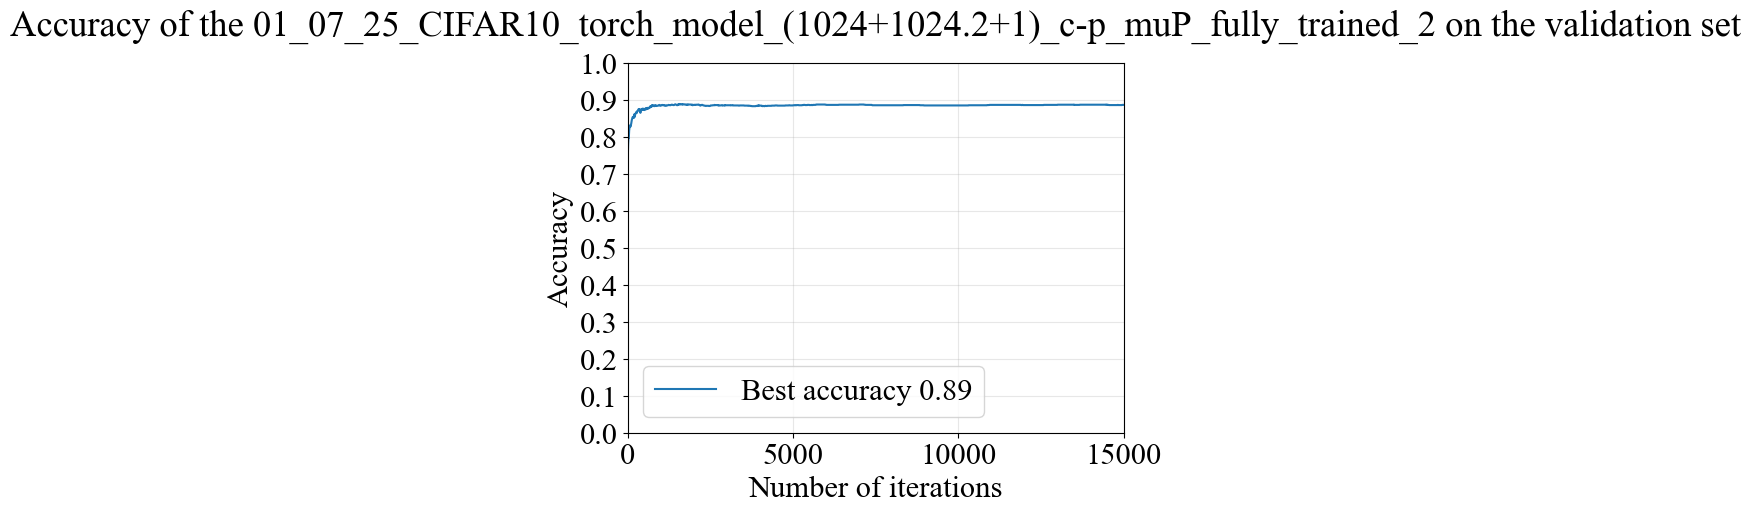 Accuracy of the 01_07_25_CIFAR10_torch_model_(1024+1024.2+1)_c-p_muP_fully_trained_2 on the validation set
1.0
0.9
0.8
0.7
0.6
0.5
0.4
0.3
0.2
0.1
0.0
Accuracy
Best accuracy 0.89
0 5000 10000 15000
Number of iterations